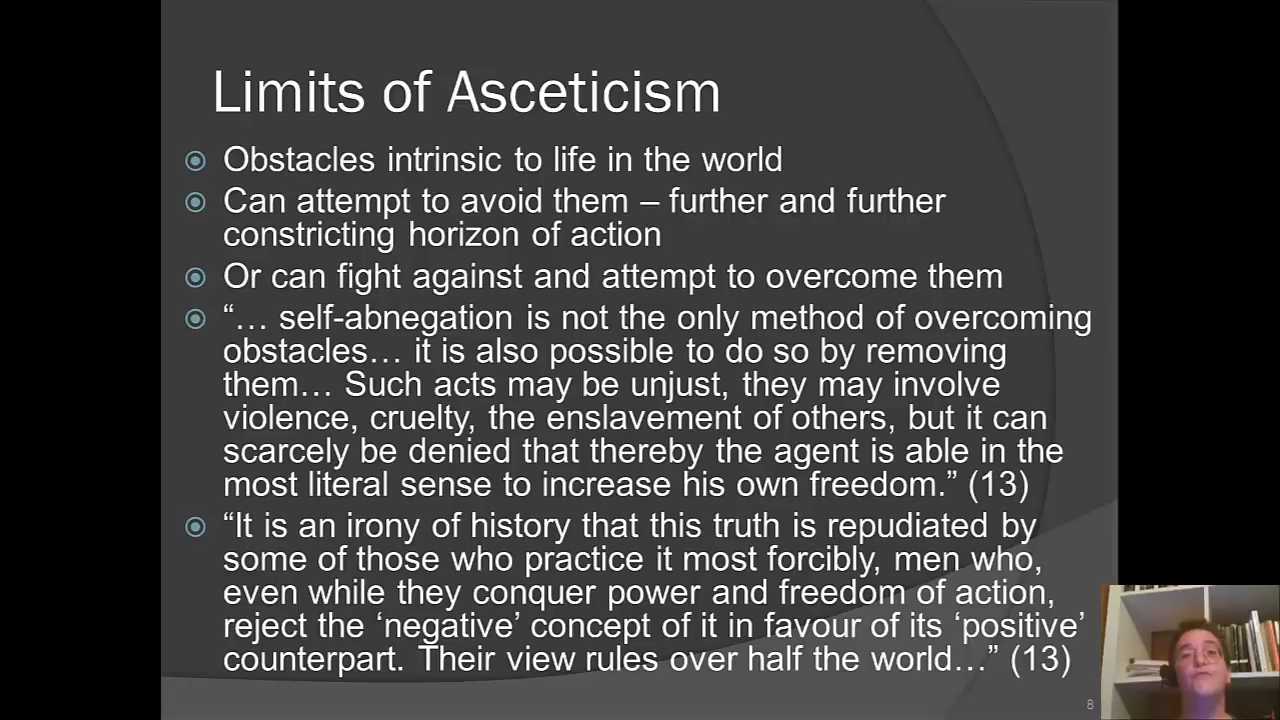 Limits of Asceticism
Obstacles intrinsic to life in the world
Can attempt to avoid them – further and further
constricting horizon of action
Or can fight against and attempt to overcome them
“… self-abnegation is not the only method of overcoming
obstacles… it is also possible to do so by removing
them… Such acts may be unjust, they may involve
violence, cruelty, the enslavement of others, but it can
scarcely be denied that thereby the agent is able in the
most literal sense to increase his own freedom.” (13)
“It is an irony of history that this truth is repudiated by
some of those who practice it most forcibly, men who,
even while they conquer power and freedom of action,
reject the ‘negative’ concept of it in favour of its ‘positive’
counterpart. Their view rules over half the world…” (13)
8